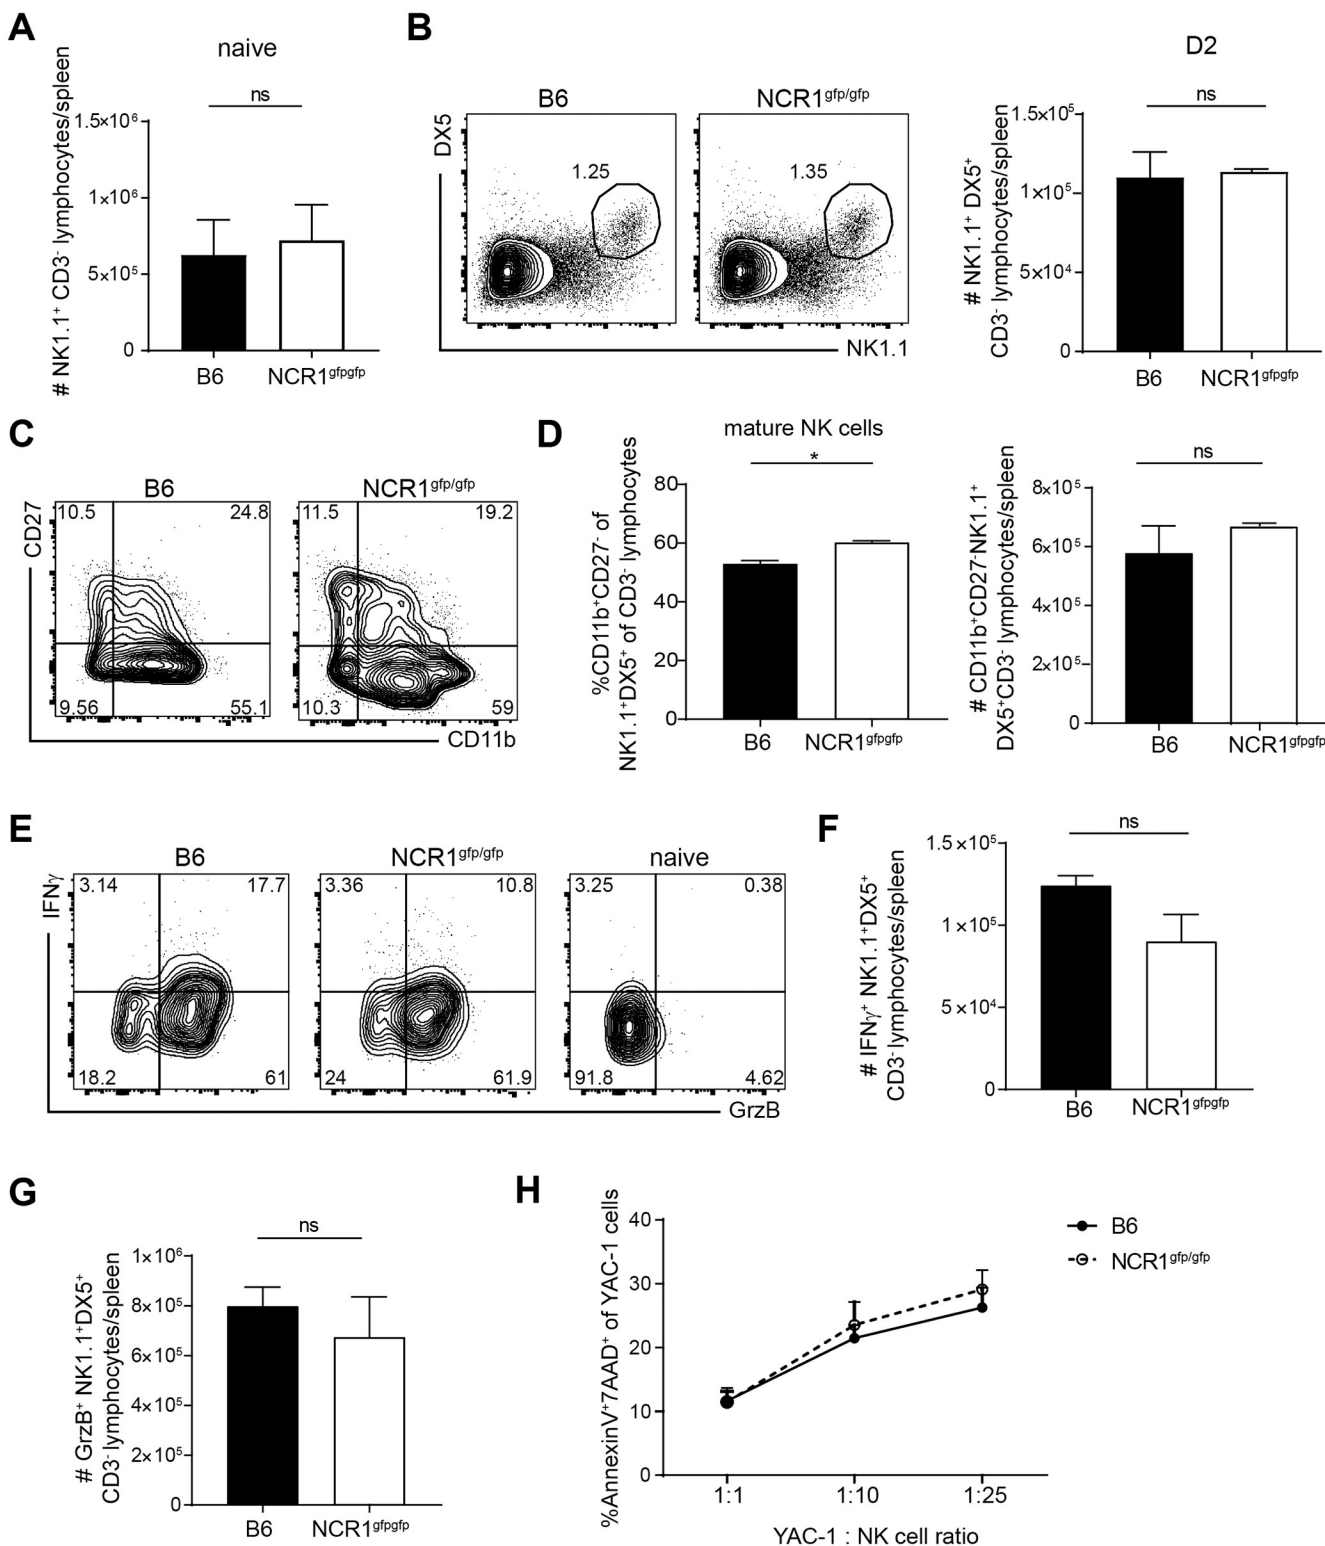 A
naive
# NK1.1⁺ CD3⁻ lymphocytes/spleen
ns
1.5×10⁶
1×10⁶
5×10⁵
0
B6
NCR1gfpgfp
B
B6
NCR1gfp/gfp
DX5
1.25
1.35
NK1.1
D2
# NK1.1⁺ DX5⁺
CD3⁻ lymphocytes/spleen
ns
1.5×10⁵
1×10⁵
5×10⁴
0
B6
NCR1gfpgfp
C
B6
NCR1gfp/gfp
CD27
10.5
24.8
9.56
55.1
11.5
19.2
10.3
59
CD11b
D
mature NK cells
%CD11b⁺CD27⁻ of
NK1.1⁺DX5⁺ of CD3⁻ lymphocytes
*
80
60
40
20
0
B6
NCR1gfpgfp
# CD11b⁺CD27⁻NK1.1⁺
DX5⁺CD3⁻ lymphocytes/spleen
ns
8×10⁵
6×10⁵
4×10⁵
2×10⁵
0
B6
NCR1gfpgfp
E
B6
NCR1gfp/gfp
naive
IFNγ
3.14
17.7
18.2
61
3.36
10.8
24
61.9
3.25
0.38
91.8
4.62
GrzB
F
# IFNγ⁺ NK1.1⁺DX5⁺
CD3⁻ lymphocytes/spleen
ns
1.5×10⁵
1×10⁵
5×10⁴
0
B6
NCR1gfpgfp
G
# GrzB⁺ NK1.1⁺DX5⁺
CD3⁻ lymphocytes/spleen
ns
1×10⁶
8×10⁵
6×10⁵
4×10⁵
2×10⁵
0
B6
NCR1gfpgfp
H
%AnnexinV⁺7AAD⁺ of YAC-1 cells
40
30
20
10
0
1:1
1:10
1:25
YAC-1 : NK cell ratio
B6
NCR1gfp/gfp